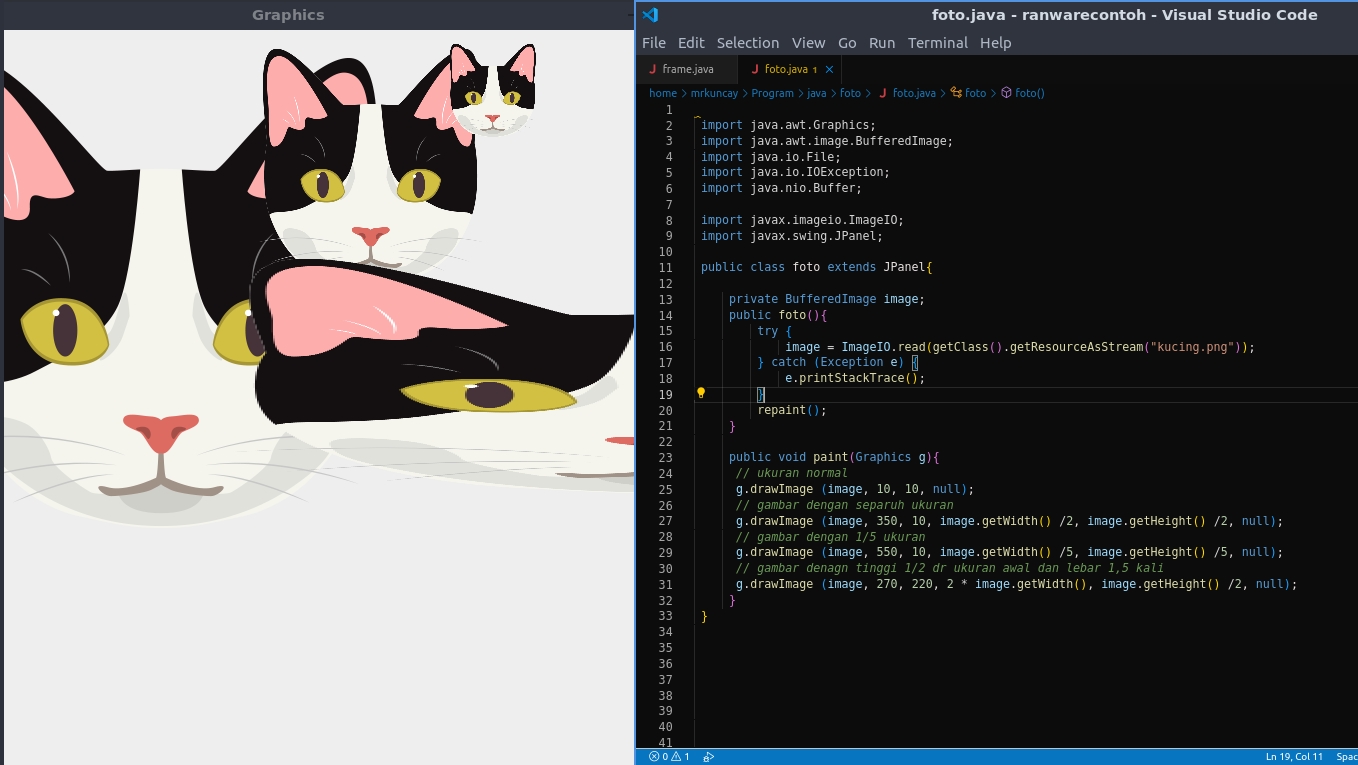 Graphics
foto.java - ranwarecontoh - Visual Studio Code
File Edit Selection View Go Run Terminal Help
frame.java foto.java 1
home > mrkuncay > Program > java > foto > foto.java > foto > foto()
1
2 import java.awt.Graphics;
3 import java.awt.image.BufferedImage;
4 import java.io.File;
5 import java.io.IOException;
6 import java.nio.Buffer;
7
8 import javax.imageio.ImageIO;
9 import javax.swing.JPanel;
10
11 public class foto extends JPanel{
12
13 private BufferedImage image;
14 public foto(){
15 try {
16 image = ImageIO.read(getClass().getResourceAsStream("kucing.png"));
17 } catch (Exception e) {
18 e.printStackTrace();
19 }
20 repaint();
21 }
22
23 public void paint(Graphics g){
24 // ukuran normal
25 g.drawImage (image, 10, 10, null);
26 // gambar dengan separuh ukuran
27 g.drawImage (image, 350, 10, image.getWidth() /2, image.getHeight() /2, null);
28 // gambar dengan 1/5 ukuran
29 g.drawImage (image, 550, 10, image.getWidth() /5, image.getHeight() /5, null);
30 // gambar denagn tinggi 1/2 dr ukuran awal dan lebar 1,5 kali
31 g.drawImage (image, 270, 220, 2 * image.getWidth(), image.getHeight() /2, null);
32 }
33 }
34
35
36
37
38
39
40
41
0 1 Ln 19, Col 11 Spac